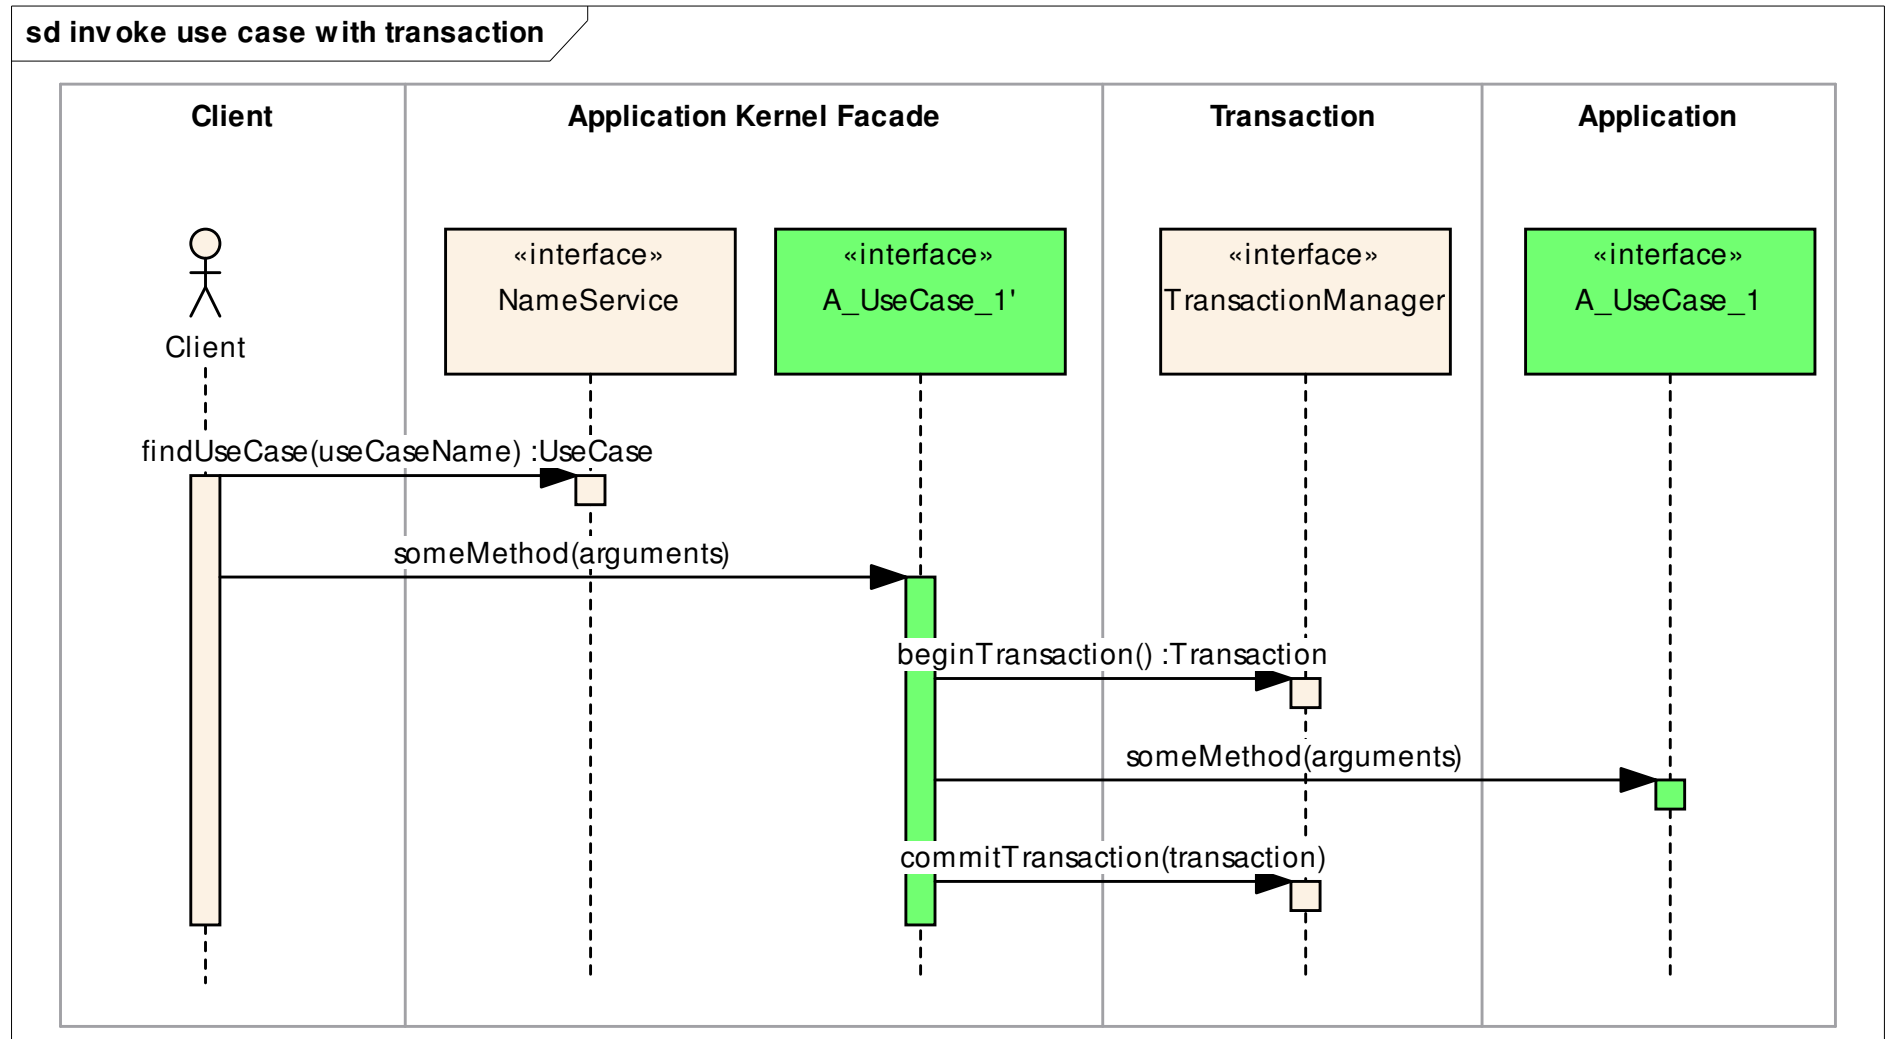 sd invoke use case with transaction
Client
Application Kernel Facade
Transaction
Application
«interface»
NameService
«interface»
A_UseCase_1'
«interface»
TransactionManager
«interface»
A_UseCase_1
Client
findUseCase(useCaseName) :UseCase
someMethod(arguments)
beginTransaction() :Transaction
someMethod(arguments)
commitTransaction(transaction)